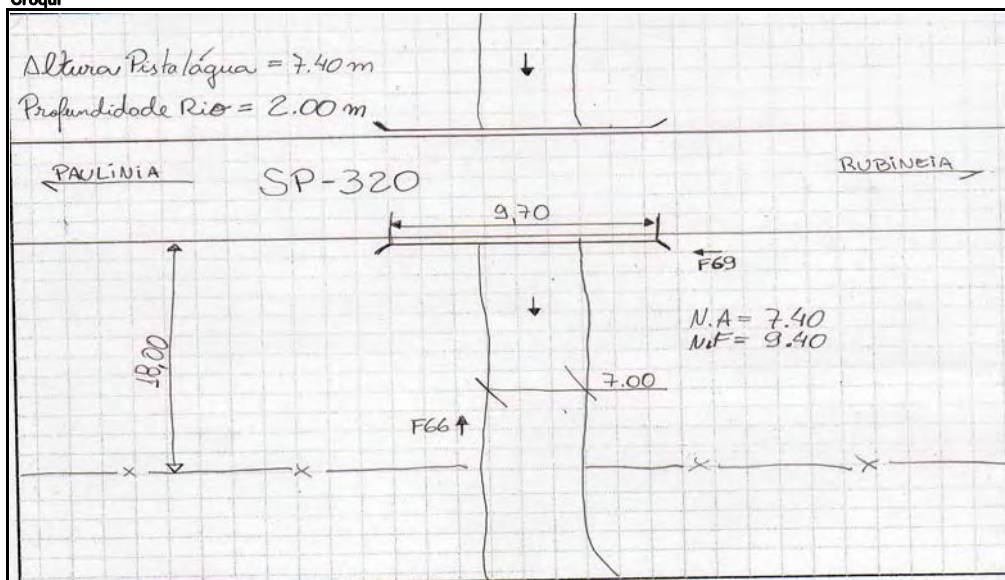 Croqui
Altura Pista/água = 7.40 m
Profundidade Rio = 2.00 m
PAULÍNIA
SP-320
RUBINEIA
9,70
F69
N.A = 7.40
N.F = 9.40
18,00
7.00
F66